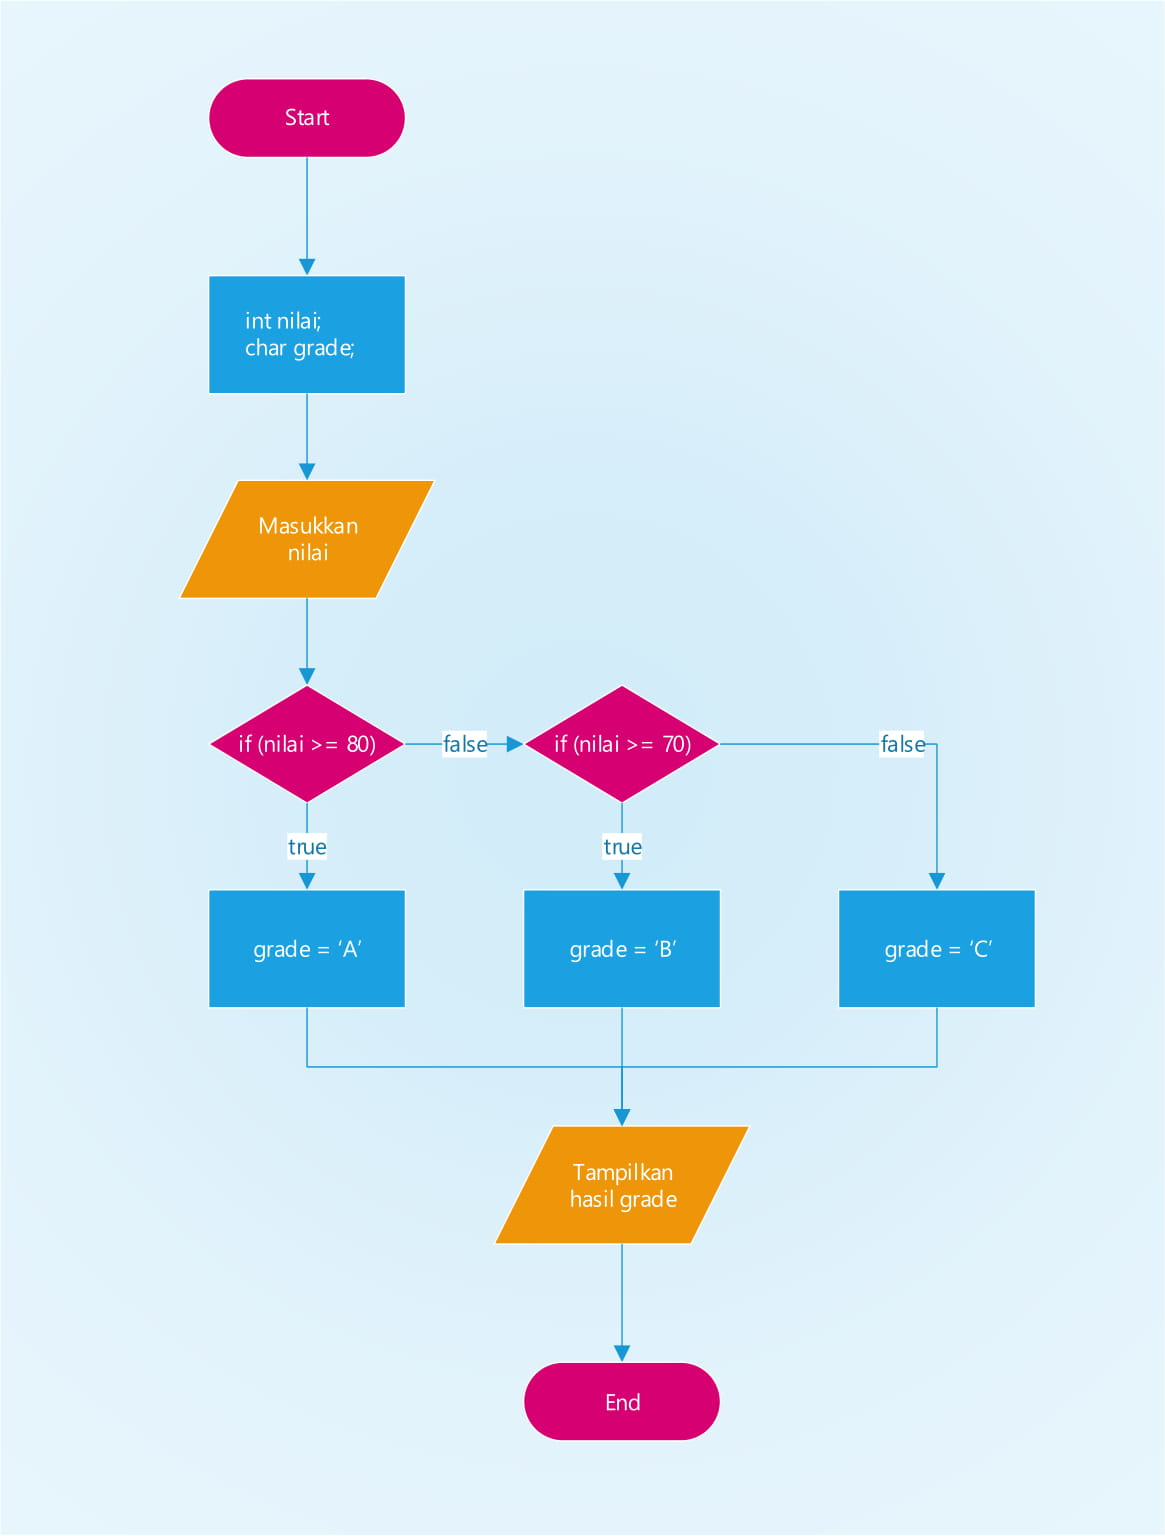 Start
int nilai;
char grade;
Masukkan
nilai
if (nilai >= 80)
false
if (nilai >= 70)
false
true
true
grade = ‘A’
grade = ‘B’
grade = ‘C’
Tampilkan
hasil grade
End